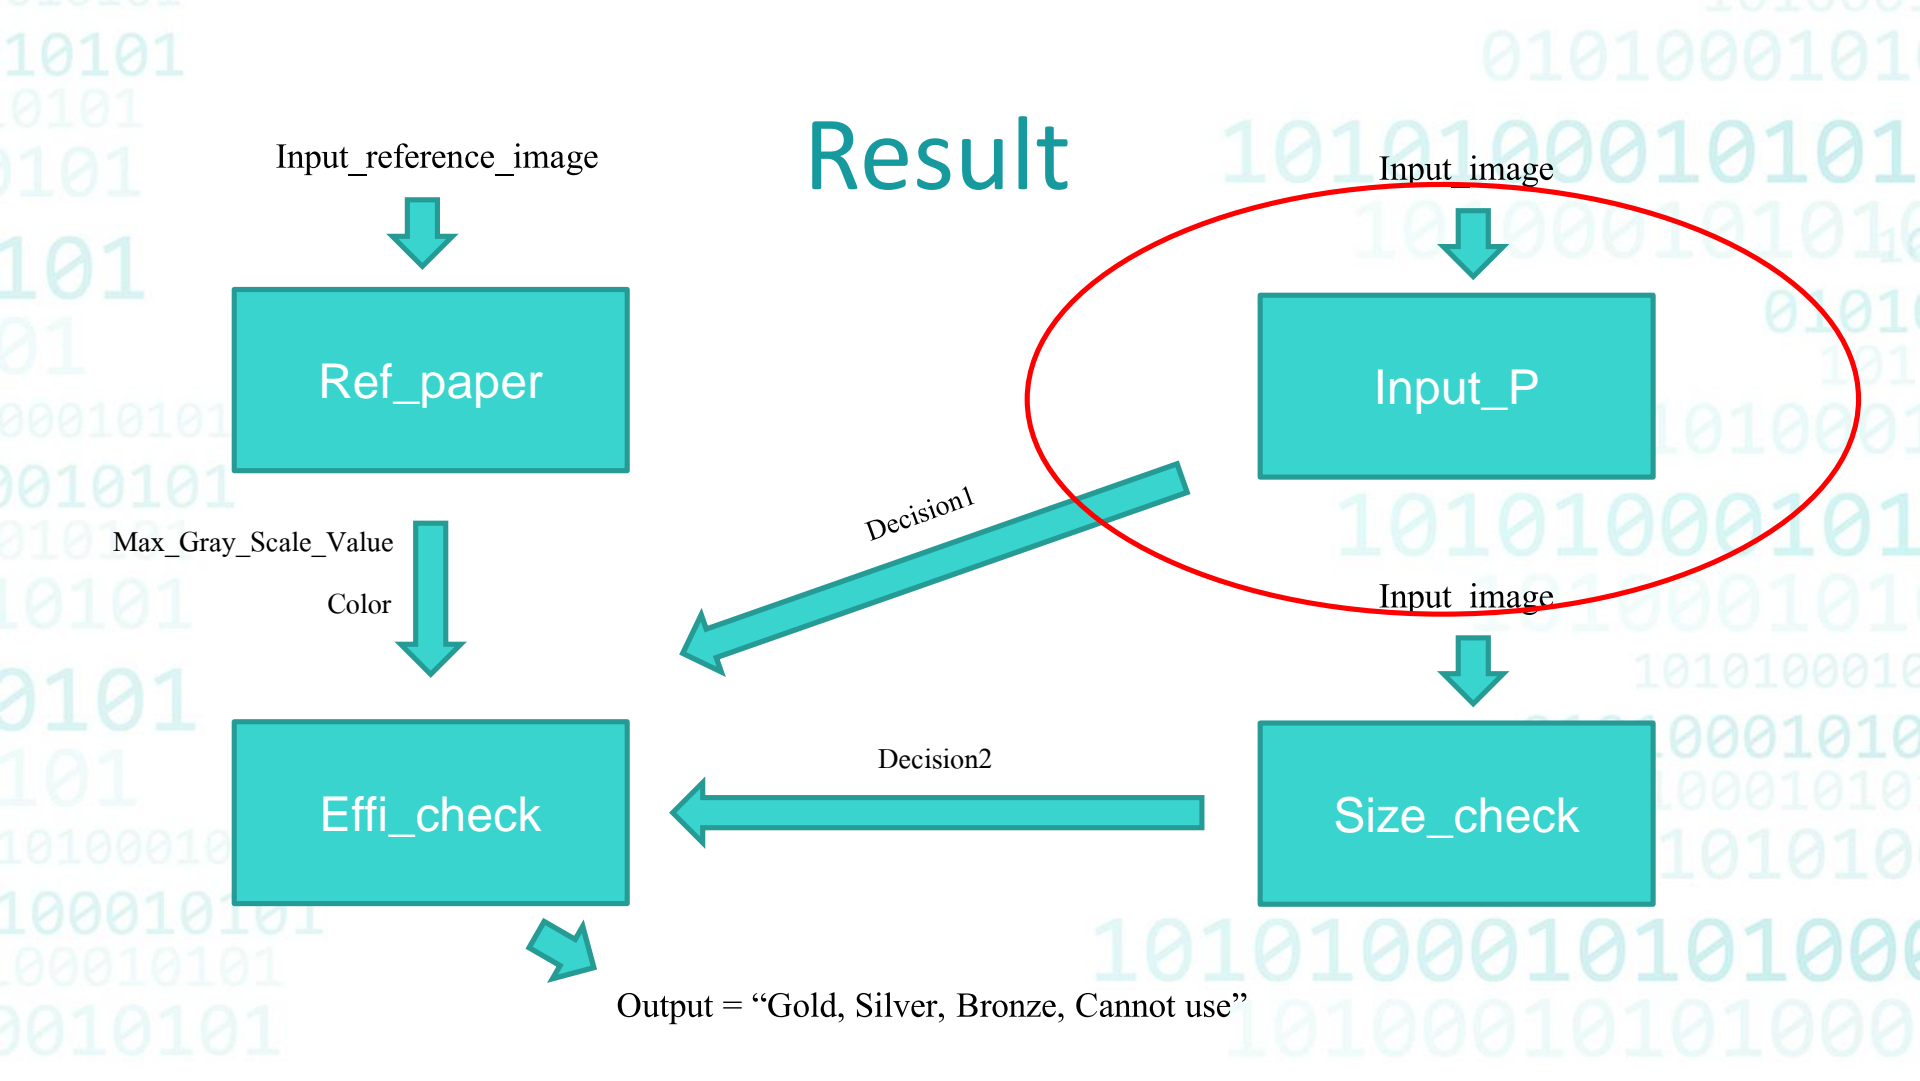 Result
Input_reference_image
Input_image
Ref_paper
Input_P
Decision1
Max_Gray_Scale_Value
Color
Input_image
Decision2
Effi_check
Size_check
Output = “Gold, Silver, Bronze, Cannot use”